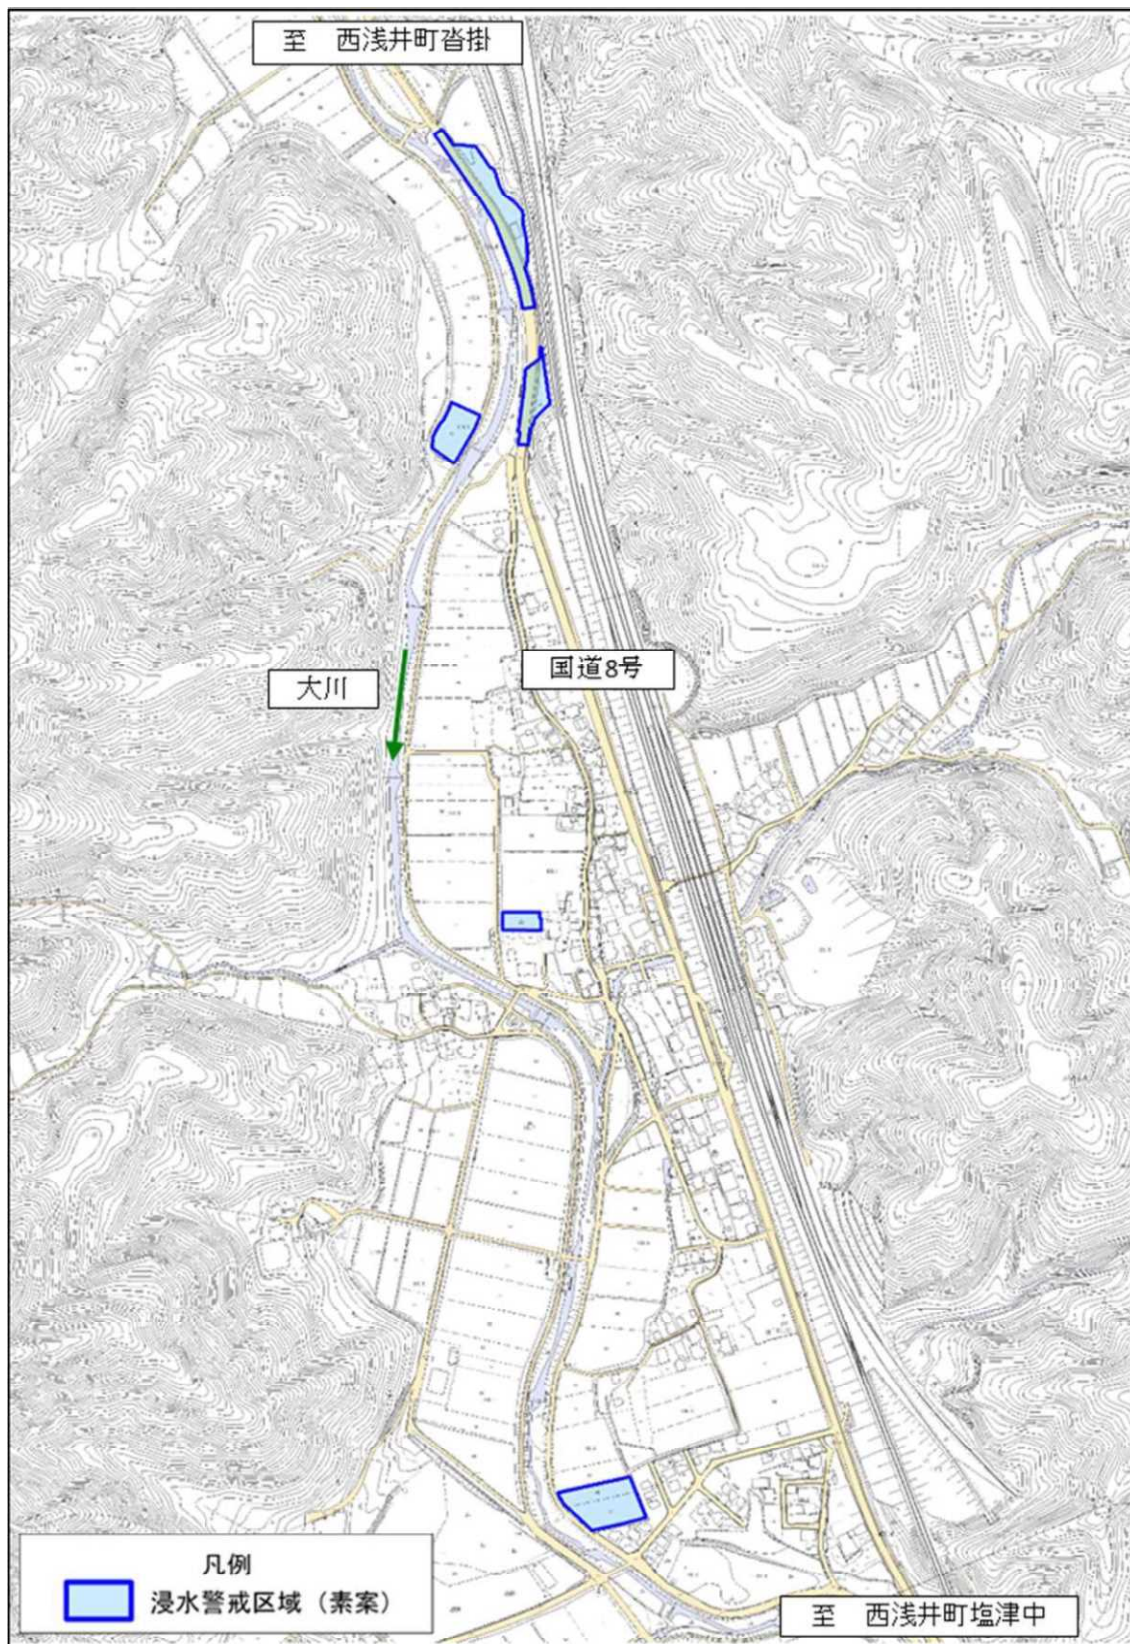 至　西浅井町沓掛
大川
国道8号
凡例
浸水警戒区域（素案）
至　西浅井町塩津中